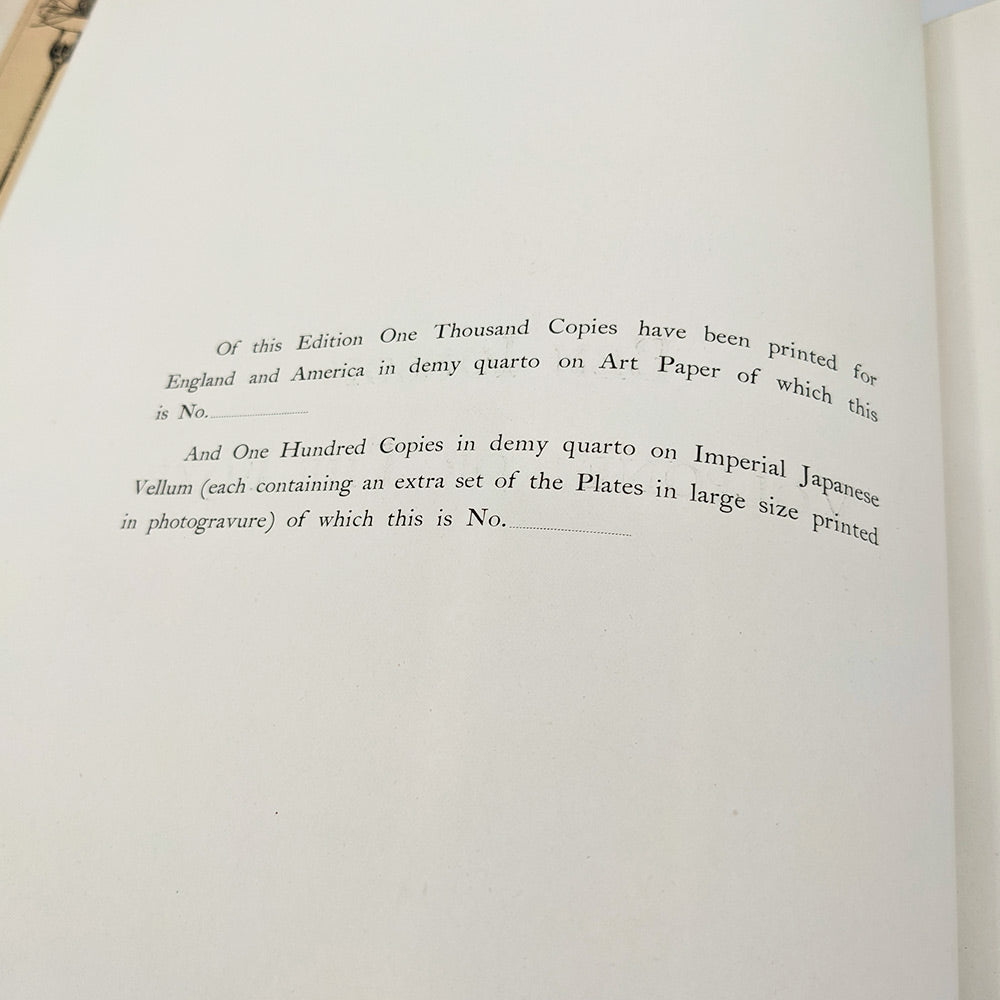 Of this Edition One Thousand Copies have been printed for
England and America in demy quarto on Art Paper of which this
is No.
And One Hundred Copies in demy quarto on Imperial Japanese
Vellum (each containing an extra set of the Plates in large size printed
in photogravure) of which this is No.